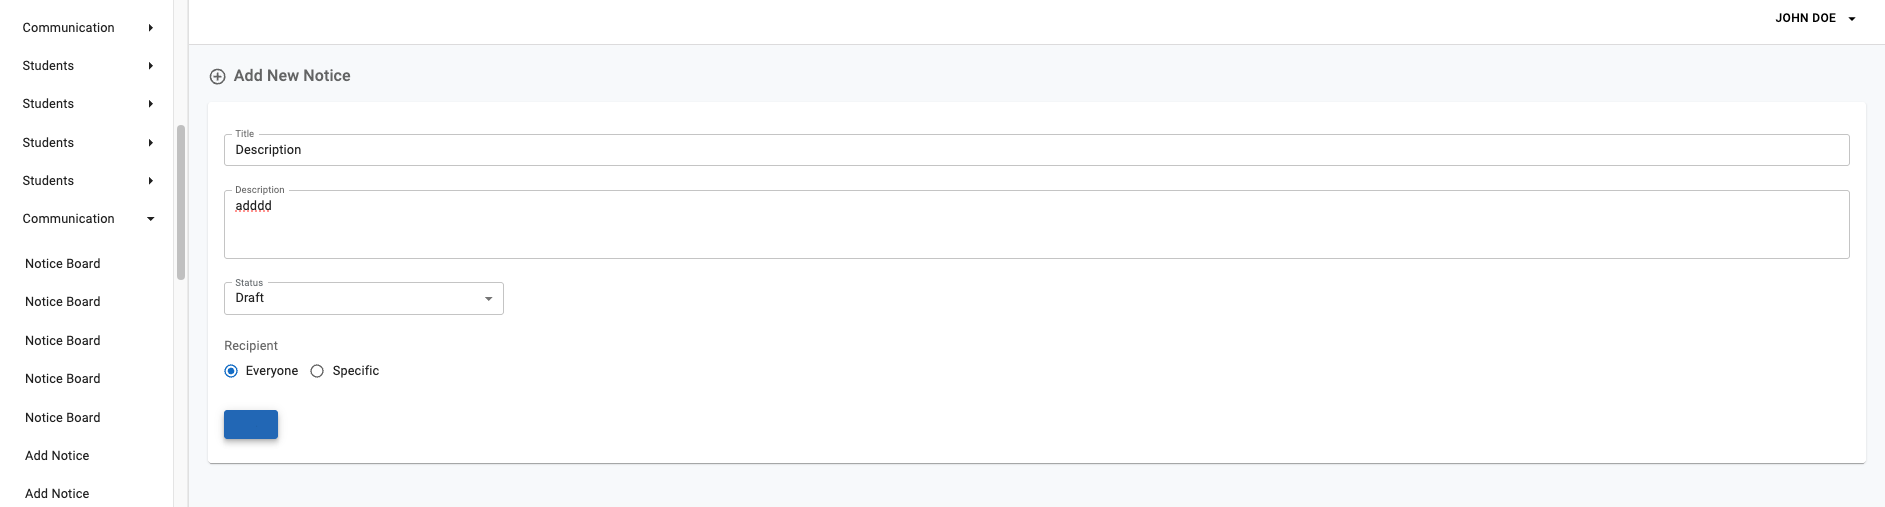 Communication
Students
Students
Students
Students
Communication
Notice Board
Notice Board
Notice Board
Notice Board
Notice Board
Add Notice
Add Notice
JOHN DOE
Add New Notice
Title
Description
Description
adddd
Status
Draft
Recipient
Everyone Specific